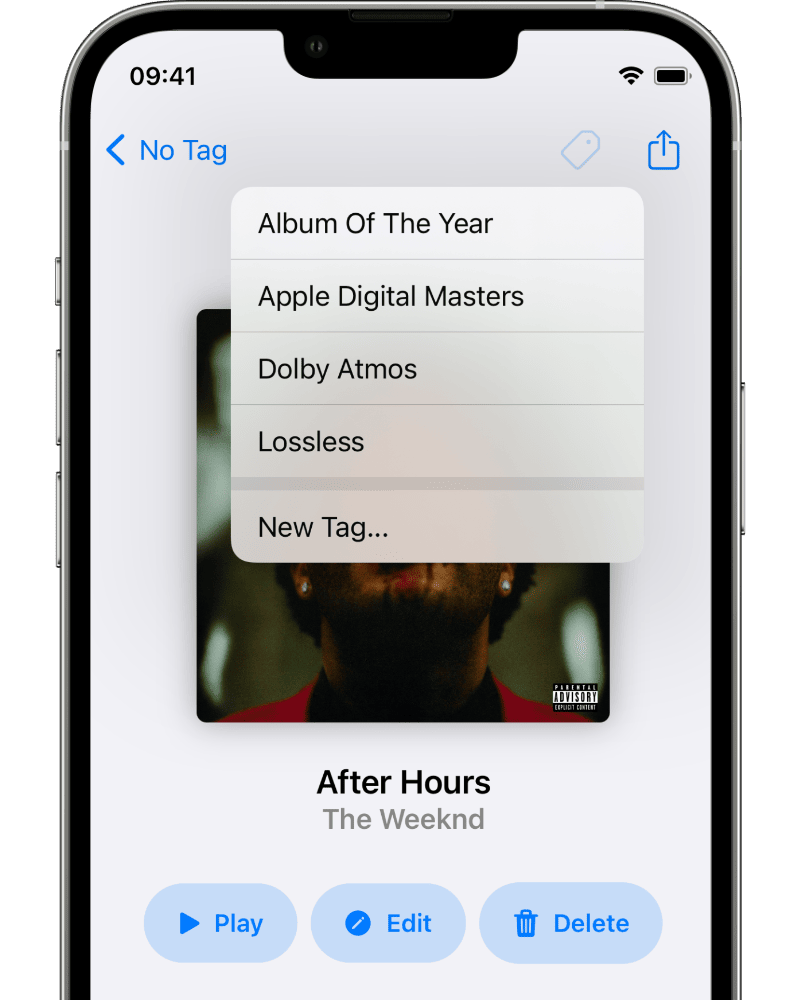 09:41
No Tag
Album Of The Year
Apple Digital Masters
Dolby Atmos
Lossless
New Tag...
PARENTAL
ADVISORY
EXPLICIT CONTENT
After Hours
The Weeknd
Play Edit Delete